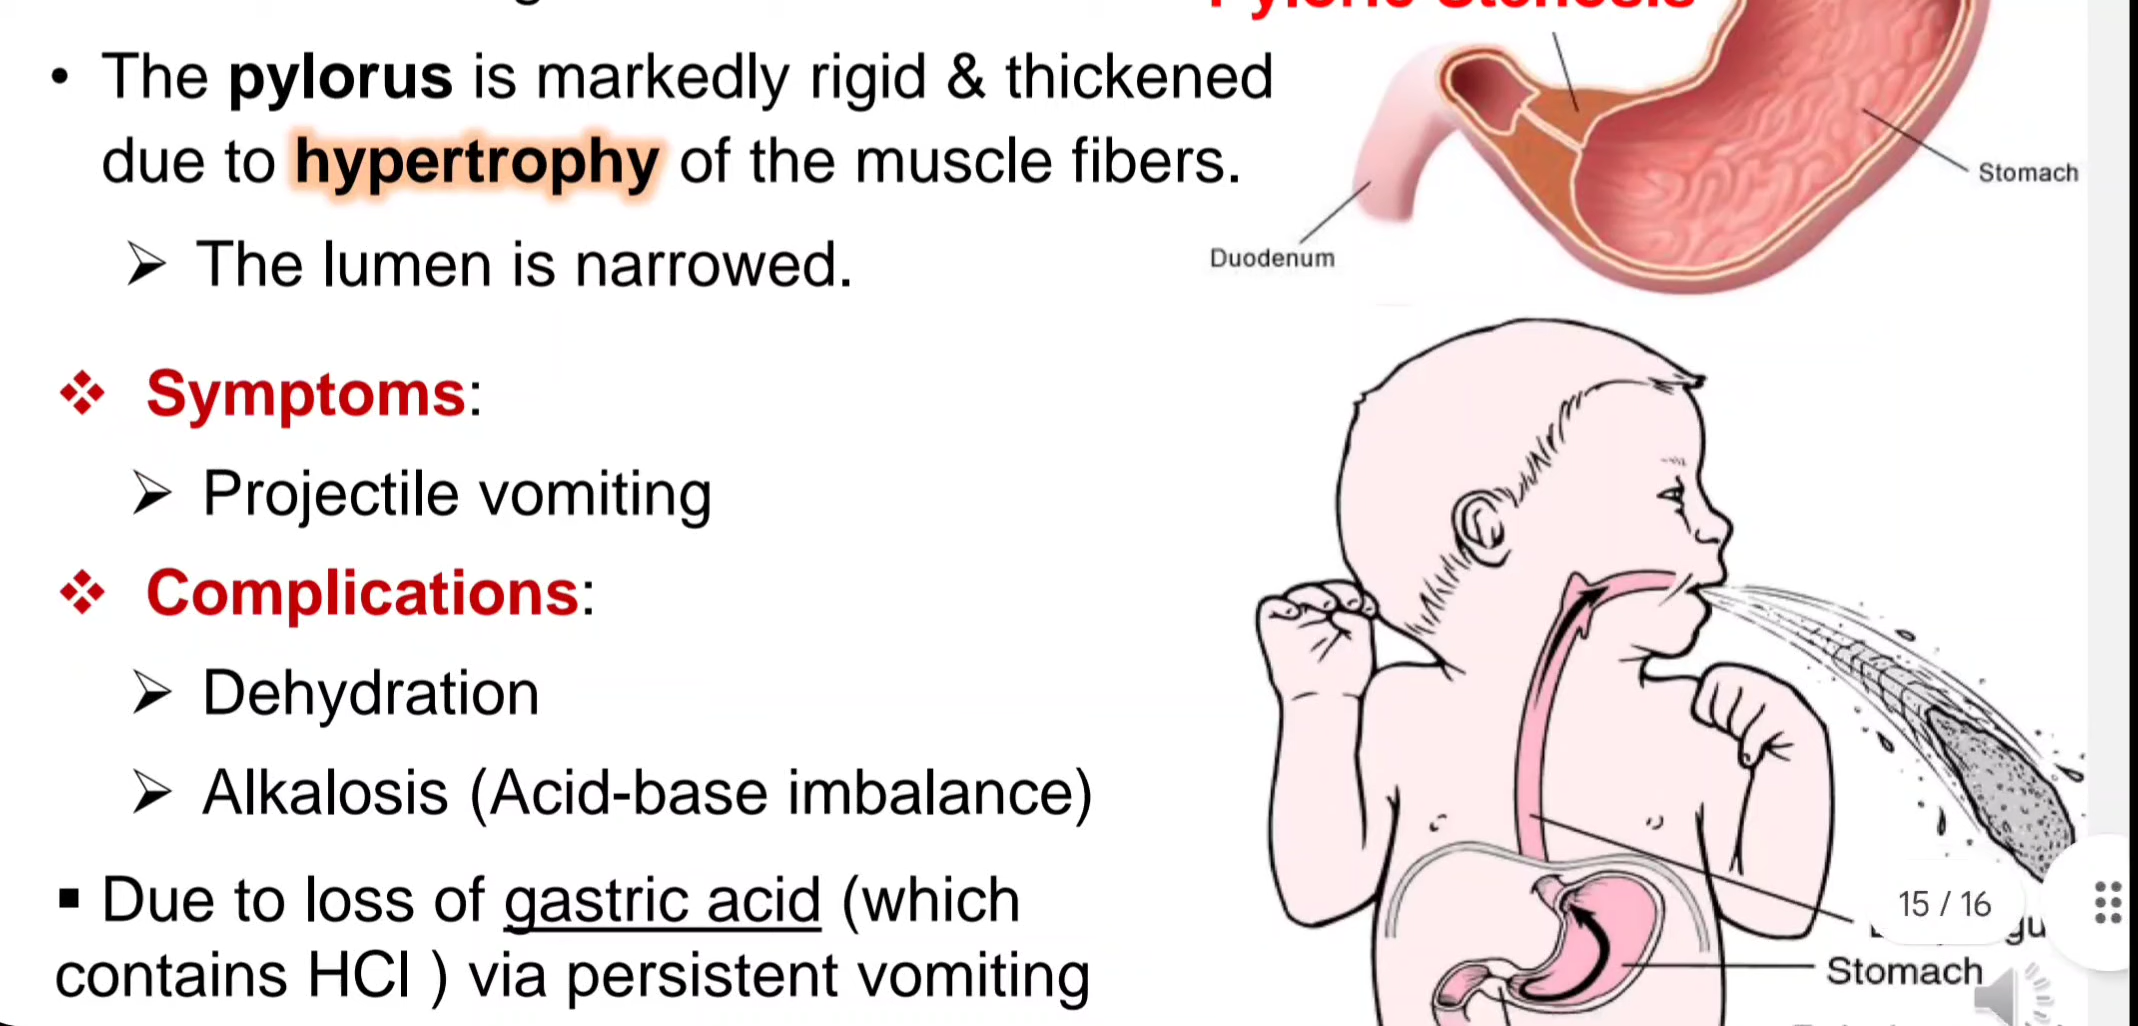 Pyloric Stenosis
• The pylorus is markedly rigid & thickened
due to hypertrophy of the muscle fibers.
➢ The lumen is narrowed.
Stomach
Duodenum
❖ Symptoms:
➢ Projectile vomiting
❖ Complications:
➢ Dehydration
➢ Alkalosis (Acid-base imbalance)
▪ Due to loss of gastric acid (which
contains HCl ) via persistent vomiting
15 / 16
Stomach